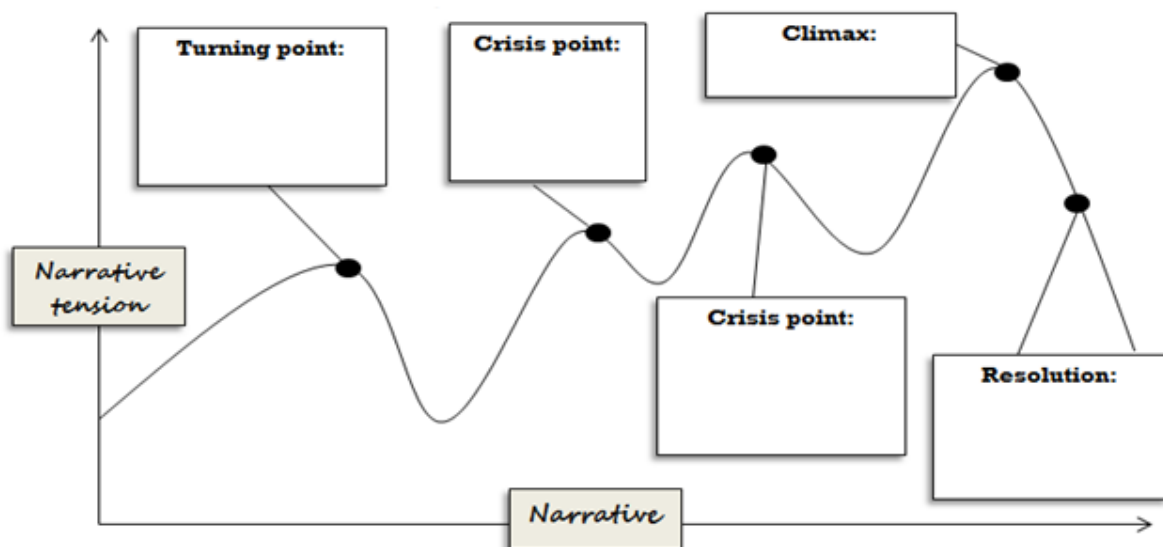 Turning point:
Crisis point:
Climax:
Narrative
tension
Crisis point:
Resolution:
Narrative